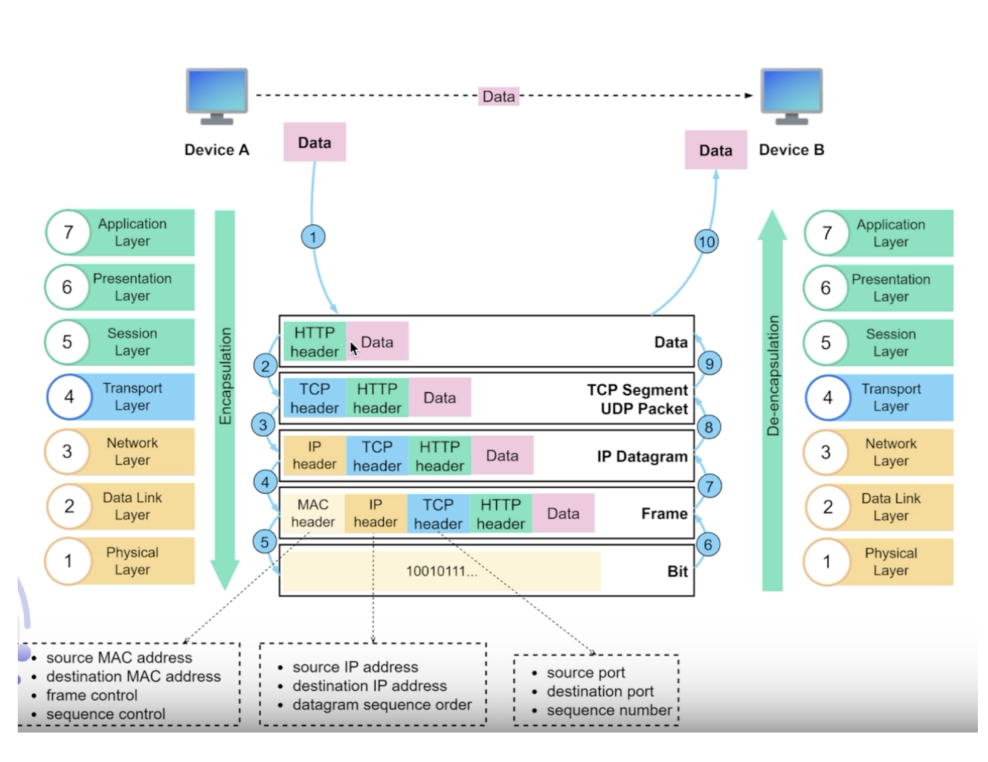 Data
Device A
Data
Data
Device B
1
10
7
Application
Layer
6
Presentation
Layer
5
Session
Layer
4
Transport
Layer
3
Network
Layer
2
Data Link
Layer
1
Physical
Layer
Encapsulation
HTTP
header
Data
Data
2
9
TCP
header
HTTP
header
Data
TCP Segment
UDP Packet
3
8
IP
header
TCP
header
HTTP
header
Data
IP Datagram
4
7
MAC
header
IP
header
TCP
header
HTTP
header
Data
Frame
5
6
10010111...
Bit
De-encapsulation
7
Application
Layer
6
Presentation
Layer
5
Session
Layer
4
Transport
Layer
3
Network
Layer
2
Data Link
Layer
1
Physical
Layer
• source MAC address
• destination MAC address
• frame control
• sequence control
• source IP address
• destination IP address
• datagram sequence order
• source port
• destination port
• sequence number